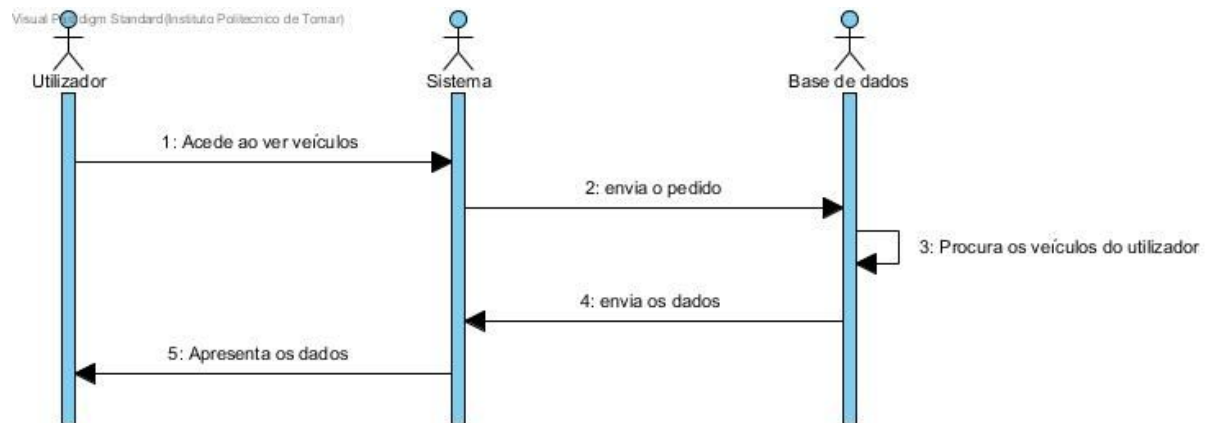 Visual Paradigm Standard(Instituto Politecnico de Tomar)
Utilizador
Sistema
Base de dados
1: Acede ao ver veículos
2: envia o pedido
3: Procura os veículos do utilizador
4: envia os dados
5: Apresenta os dados